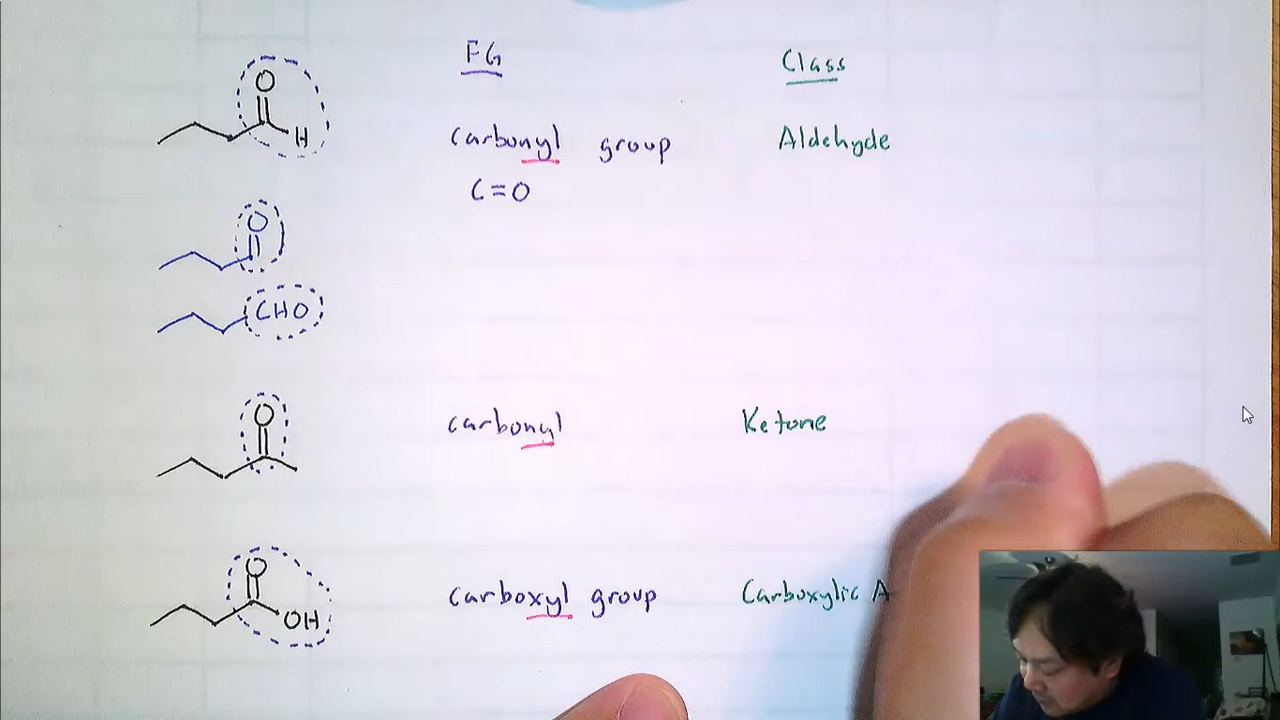 FG Class
O
H carbonyl group Aldehyde
C=O
O
CHO
O
carbonyl Ketone
O
OH carboxyl group Carboxylic A